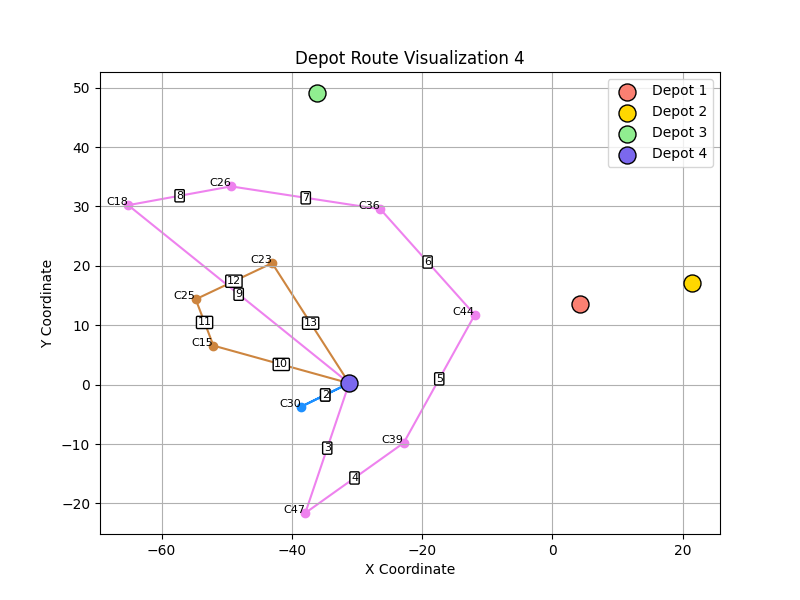 Depot Route Visualization 4
Depot 1
Depot 2
Depot 3
Depot 4
Y Coordinate
50
40
30
20
10
0
−10
−20
C26
C18
8
7
C36
C23
6
12
9
C25
C44
11
13
C15
10
5
C30
2
C39
3
4
C47
−60
−40
−20
0
20
X Coordinate